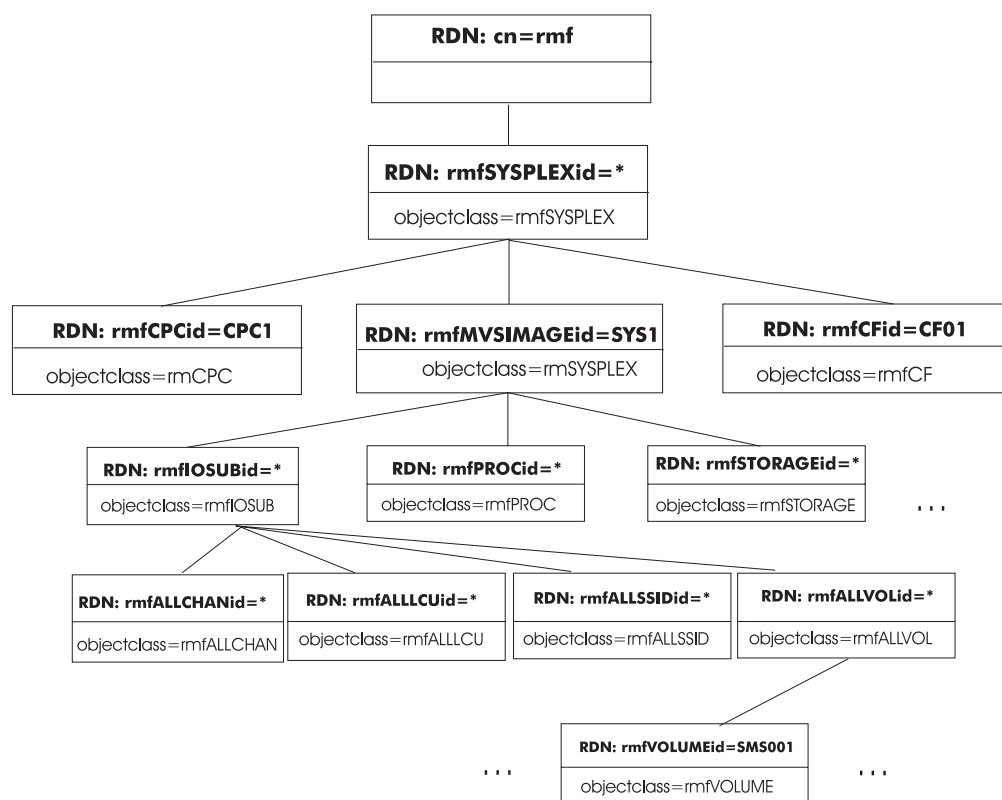 RDN: cn=rmf
RDN: rmfSYSPLEXid=*
objectclass=rmfSYSPLEX
RDN: rmfCPCid=CPC1
objectclass=rmCPC
RDN: rmfMVSIMAGEid=SYS1
objectclass=rmSYSPLEX
RDN: rmfCFid=CF01
objectclass=rmfCF
RDN: rmfIOSUBid=*
objectclass=rmfIOSUB
RDN: rmfPROCid=*
objectclass=rmfPROC
RDN: rmfSTORAGEid=*
objectclass=rmfSTORAGE
...
RDN: rmfALLCHANid=*
objectclass=rmfALLCHAN
RDN: rmfALLLCUid=*
objectclass=rmfALLLCU
RDN: rmfALLSSIDid=*
objectclass=rmfALLSSID
RDN: rmfALLVOLid=*
objectclass=rmfALLVOL
...
RDN: rmfVOLUMEid=SMS001
objectclass=rmfVOLUME
...